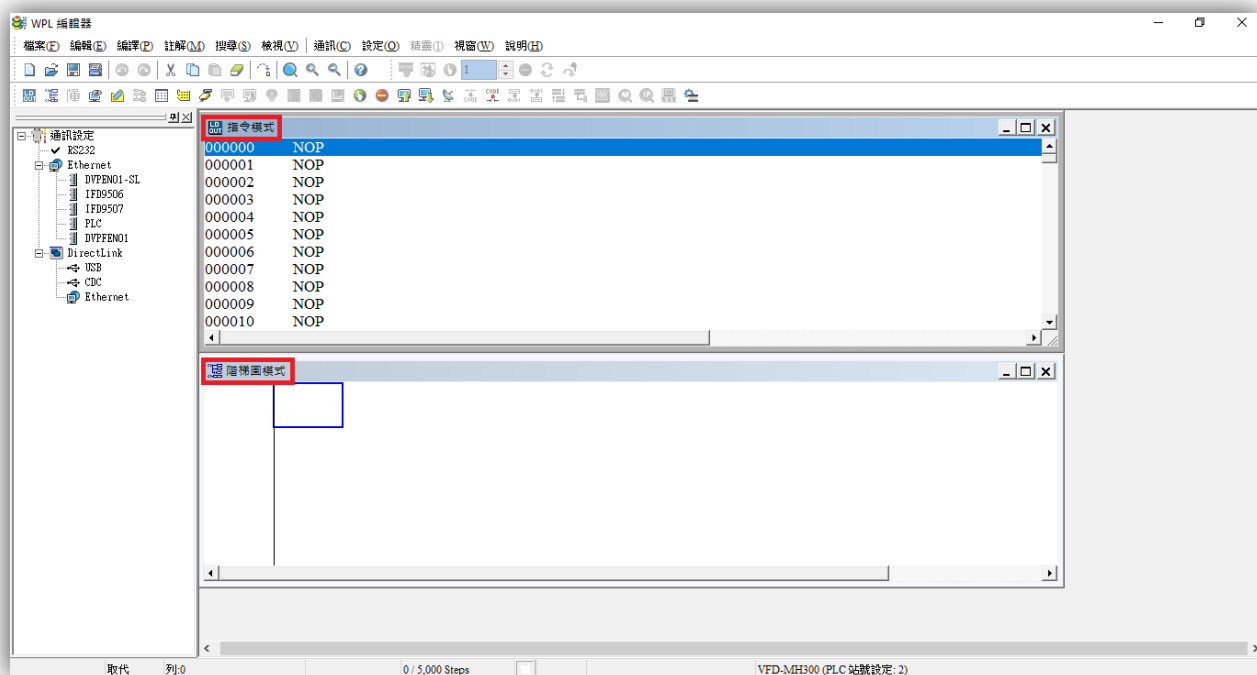 WPL 編輯器
檔案(F) 編輯(E) 編譯(P) 註解(M) 搜尋(S) 檢視(V) 通訊(C) 設定(O) 精靈(I) 視窗(W) 說明(H)
1
通訊設定
RS232
Ethernet
DVPEN01-SL
IFD9506
IFD9507
PLC
DVPFEN01
DirectLink
USB
CDC
Ethernet
指令模式
000000 NOP
000001 NOP
000002 NOP
000003 NOP
000004 NOP
000005 NOP
000006 NOP
000007 NOP
000008 NOP
000009 NOP
000010 NOP
階梯圖模式
取代 列:0 0 / 5,000 Steps VFD-MH300 (PLC 站號設定: 2)